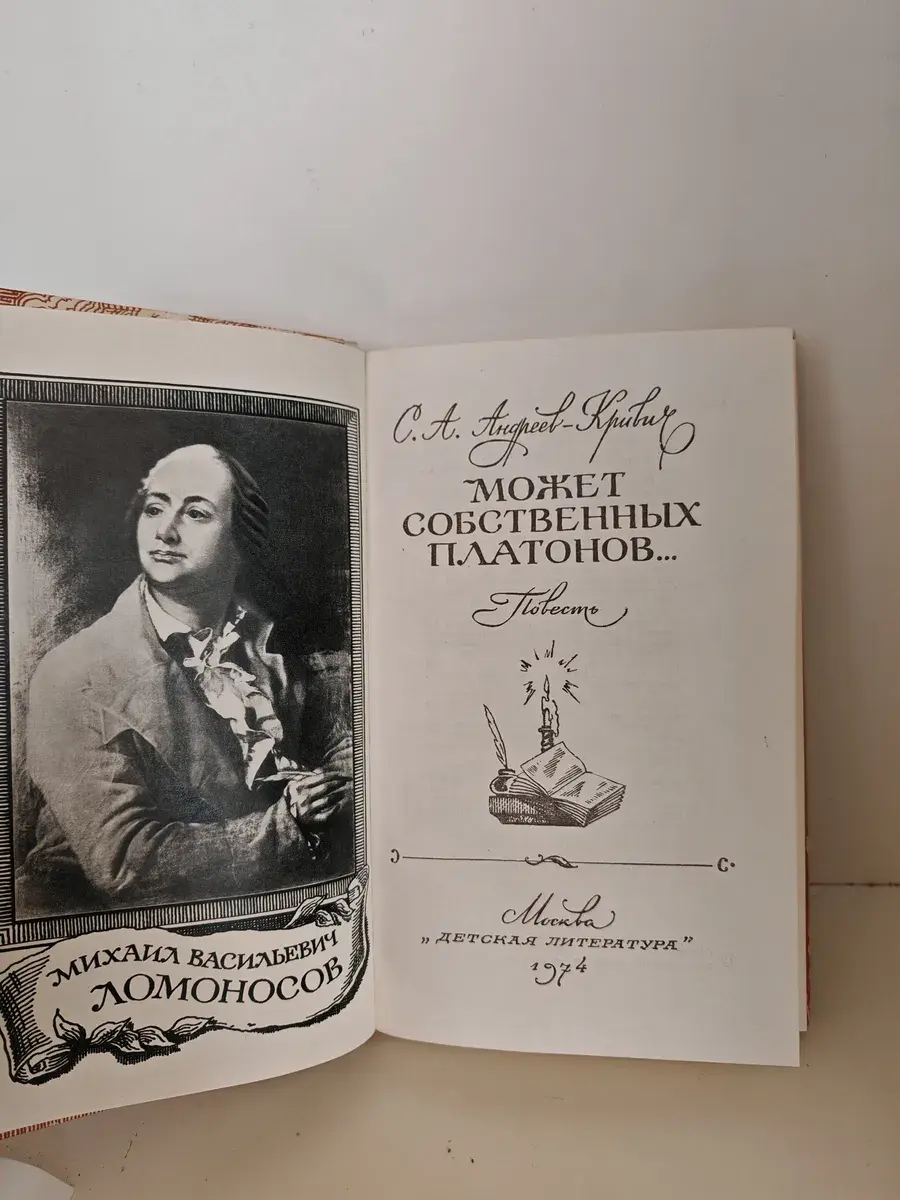 МИХАИЛ ВАСИЛЬЕВИЧ
ЛОМОНОСОВ
С. А. Андреев-Кривич
МОЖЕТ
СОБСТВЕННЫХ
ПЛАТОНОВ...
Повесть
Москва
„ДЕТСКАЯ ЛИТЕРАТУРА"
1974